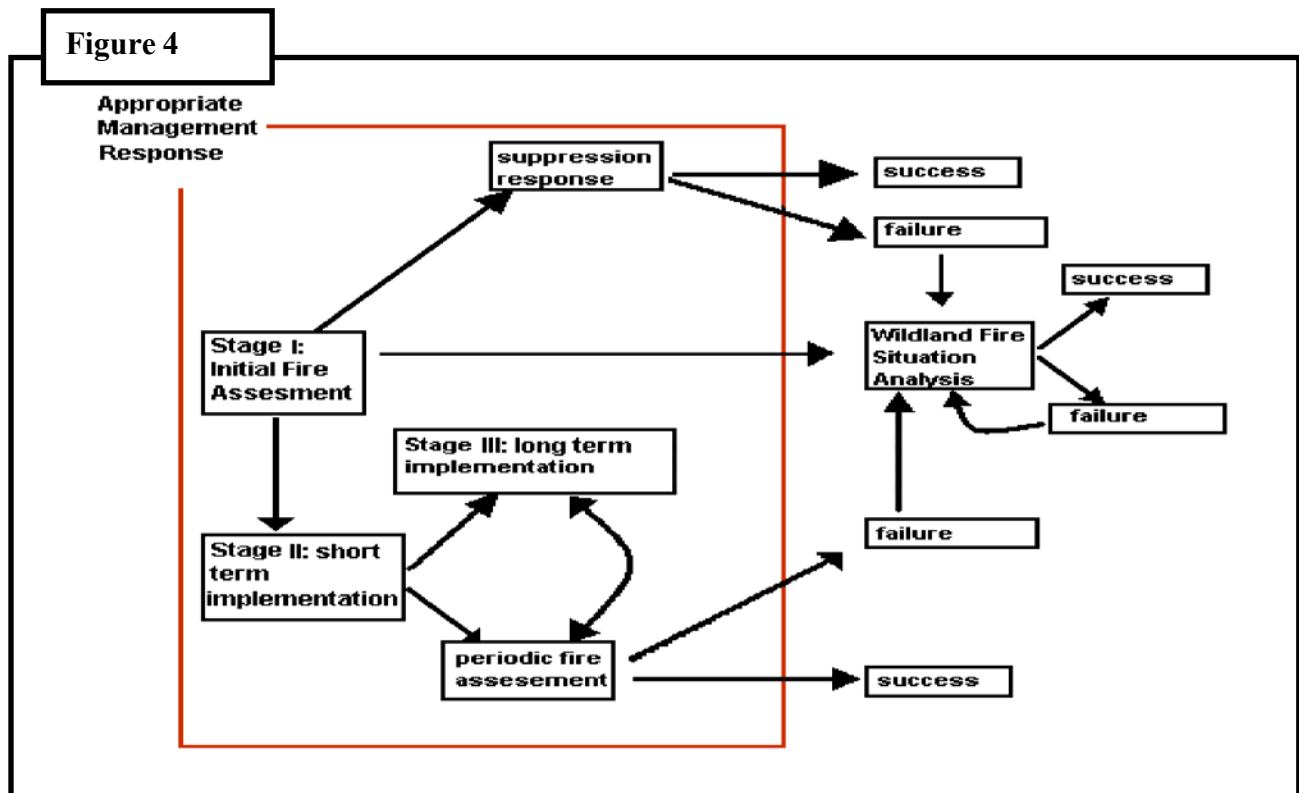 Figure 4
Appropriate
Management
Response
suppression
response
success
failure
success
Stage I:
Initial Fire
Assesment
Wildland Fire
Situation
Analysis
failure
Stage III: long term
implementation
failure
Stage II: short
term
implementation
periodic fire
assesement
success